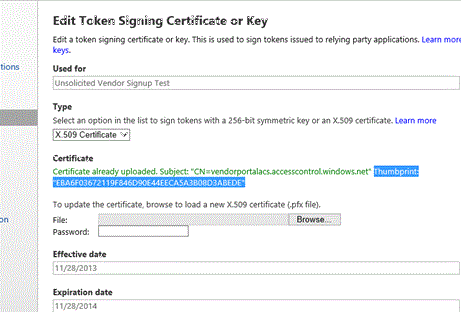 Edit Token Signing Certificate or Key
Edit a token signing certificate or key. This is used to sign tokens issued to relying party applications. Learn more
keys.
tions
Used for
Unsolicited Vendor Signup Test
Type
Select an option in the list to sign tokens with a 256-bit symmetric key or an X.509 certificate. Learn more
X.509 Certificate
Certificate
Certificate already uploaded. Subject: "CN=vendorportalacs.accesscontrol.windows.net" Thumbprint:
"EBA6F03672119F846D90E44EECA5A3B08D3A8EDE"
To update the certificate, browse to load a new X.509 certificate (.pfx file).
on
File:
Browse...
Password:
Effective date
11/28/2013
Expiration date
11/28/2014